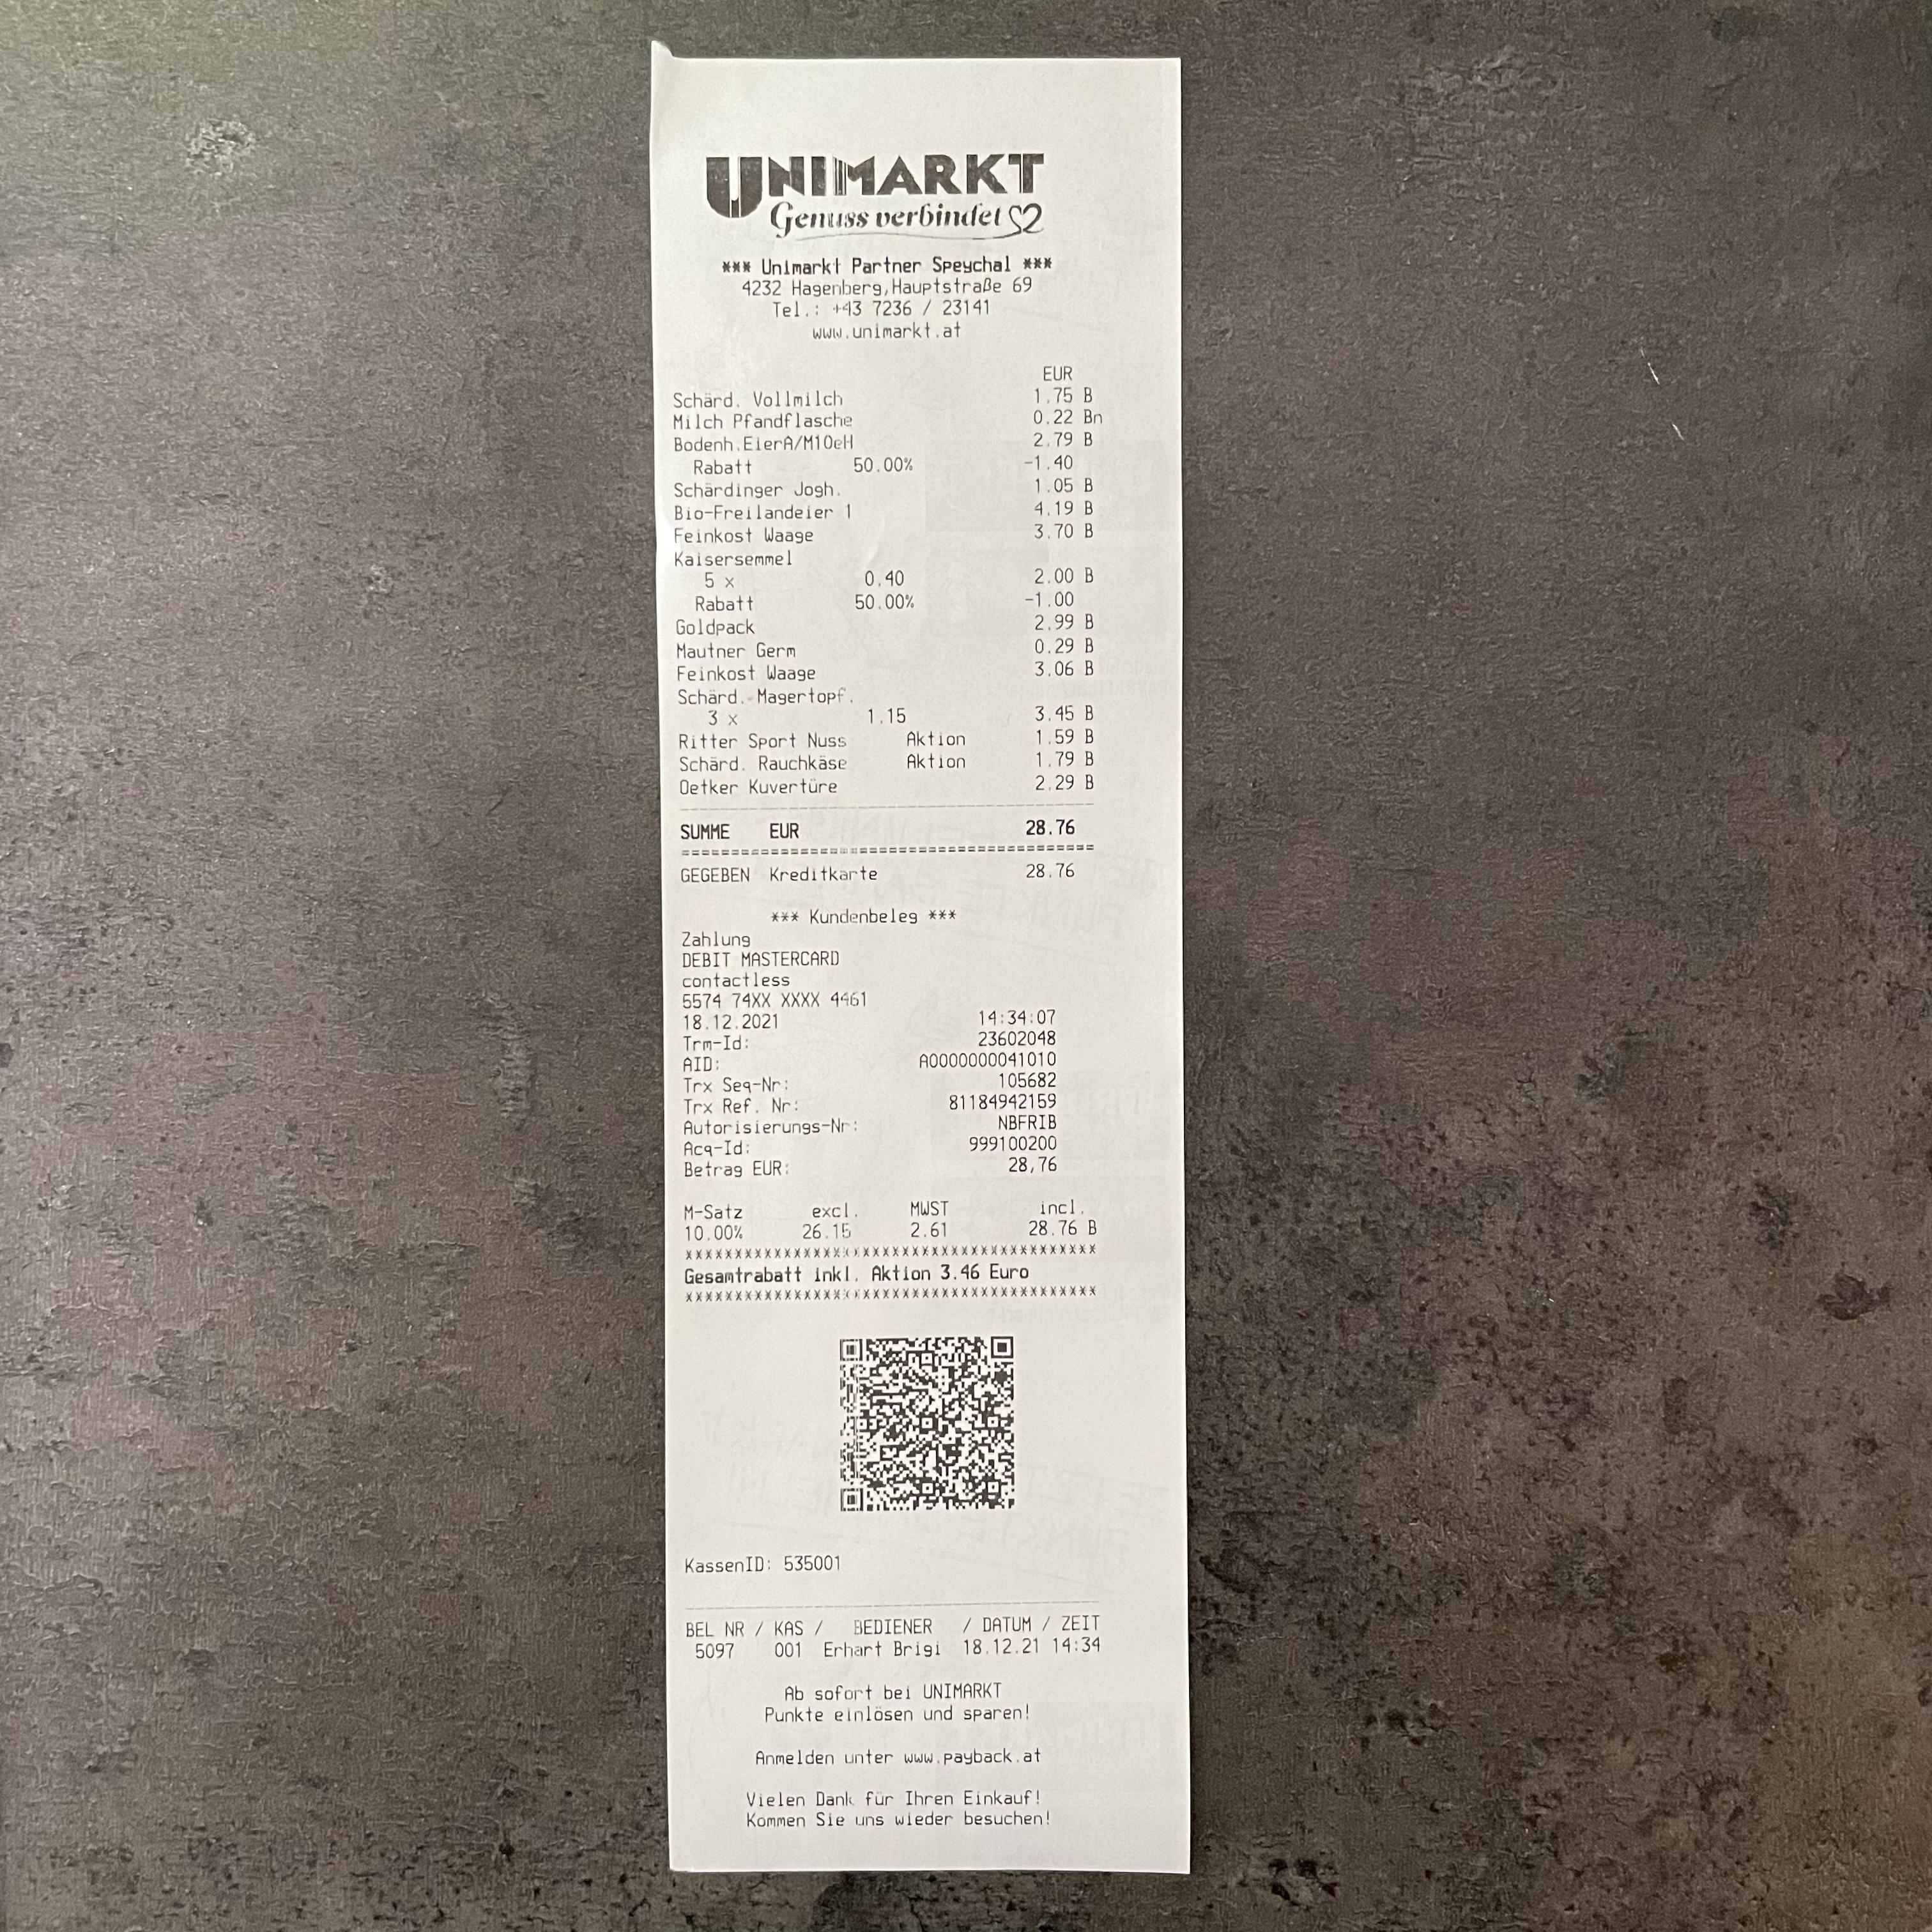 UNIMARKT
Genuss verbindet
*** Unimarkt Partner Speychal ***
4232 Hagenberg,Hauptstraße 69
Tel.: +43 7236 / 23141
www.unimarkt.at
EUR
Schärd. Vollmilch 1.75 B
Milch Pfandflasche 0.22 Bn
Bodenh.EierA/M10eH 2.79 B
Rabatt 50.00% -1.40
Schärdinger Jogh. 1.05 B
Bio-Freilandeier 1 4.19 B
Feinkost Waage 3.70 B
Kaisersemmel
5 x 0.40 2.00 B
Rabatt 50.00% -1.00
Goldpack 2.99 B
Mautner Germ 0.29 B
Feinkost Waage 3.06 B
Schärd. Magertopf.
3 x 1.15 3.45 B
Ritter Sport Nuss Aktion 1.59 B
Schärd. Rauchkäse Aktion 1.79 B
Oetker Kuvertüre 2.29 B
SUMME EUR 28.76
GEGEBEN Kreditkarte 28.76
*** Kundenbeleg ***
Zahlung
DEBIT MASTERCARD
contactless
5574 74XX XXXX 4461
18.12.2021 14:34:07
Trm-Id: 23602048
AID: A0000000041010
Trx Seq-Nr: 105682
Trx Ref. Nr: 81184942159
Autorisierungs-Nr: NBFRIB
Acq-Id: 999100200
Betrag EUR: 28,76
M-Satz excl. MWST incl.
10.00% 26.15 2.61 28.76 B
Gesamtrabatt inkl. Aktion 3.46 Euro
KassenID: 535001
BEL NR / KAS / BEDIENER / DATUM / ZEIT
5097 001 Erhart Brigi 18.12.21 14:34
Ab sofort bei UNIMARKT
Punkte einlösen und sparen!
Anmelden unter www.payback.at
Vielen Dank für Ihren Einkauf!
Kommen Sie uns wieder besuchen!